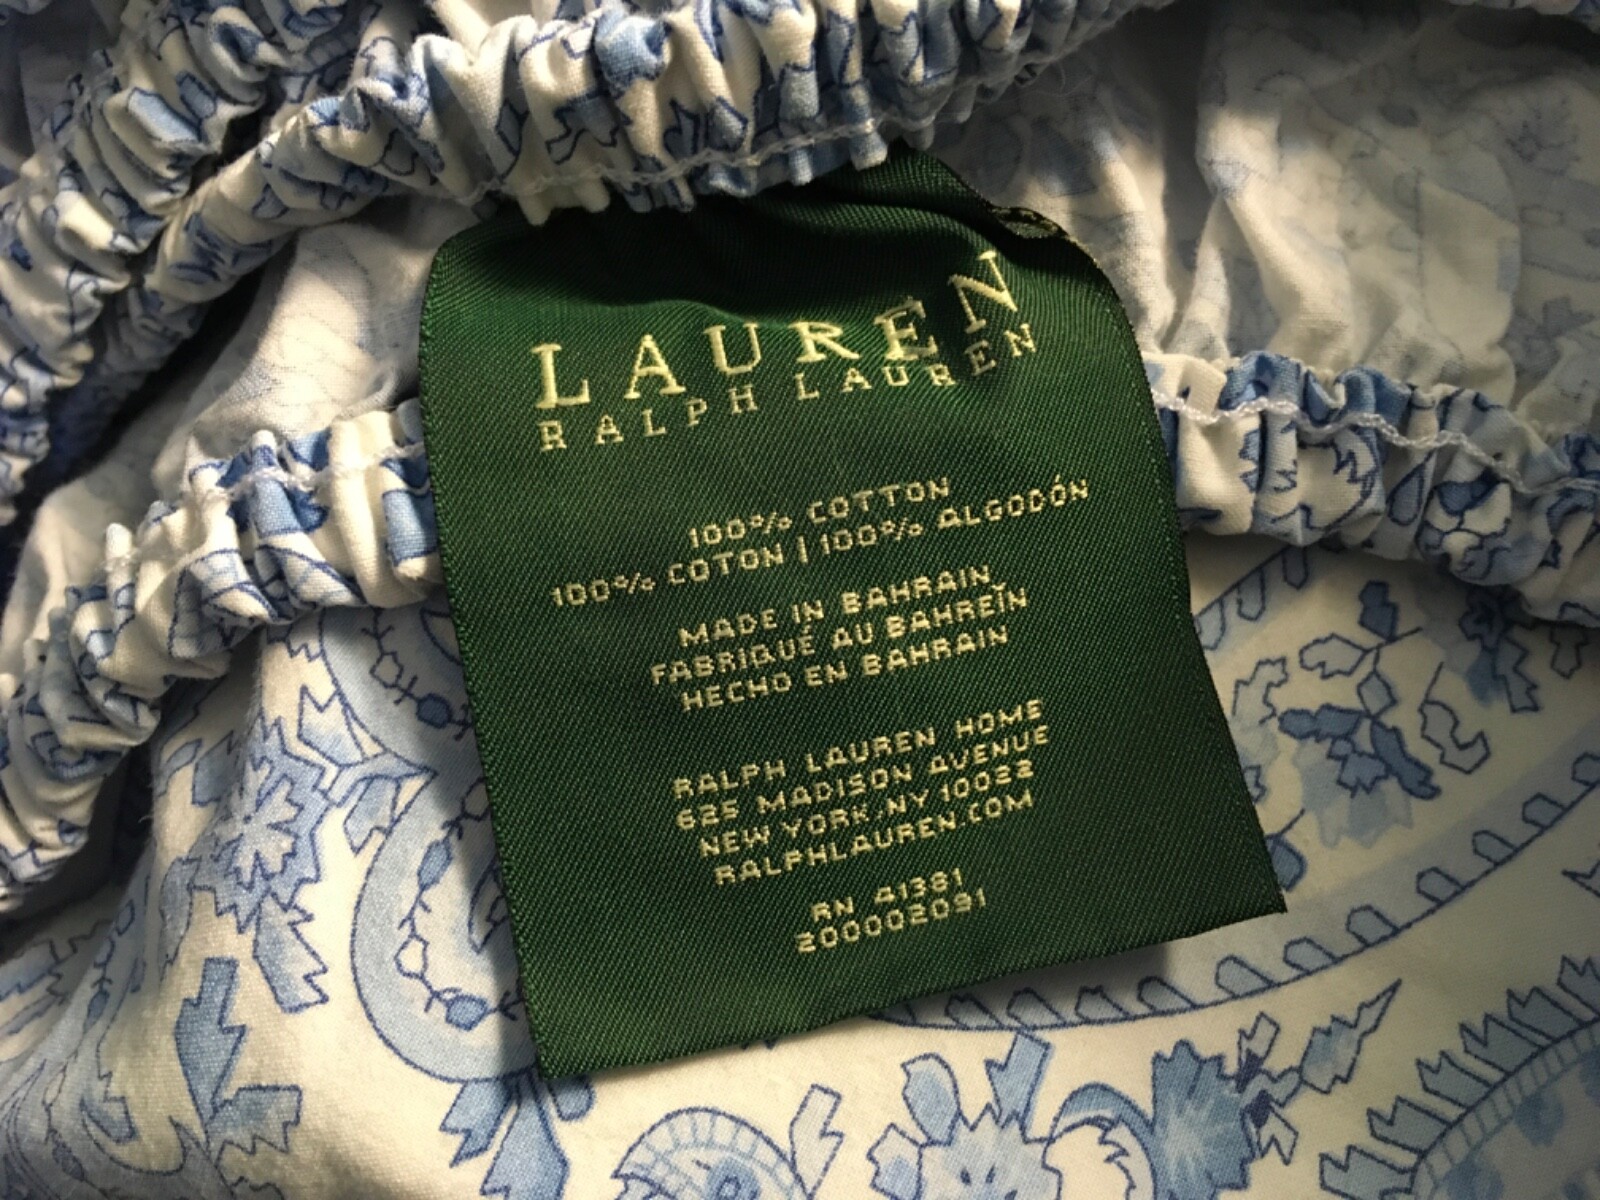 LAUREN
RALPH LAUREN
100% COTTON
100% COTON | 100% ALGODÓN
MADE IN BAHRAIN
FABRIQUÉ AU BAHREÏN
HECHO EN BAHRAIN
RALPH LAUREN HOME
625 MADISON AVENUE
NEW YORK, NY 10022
RALPHLAUREN.COM
RN 41381
200002091